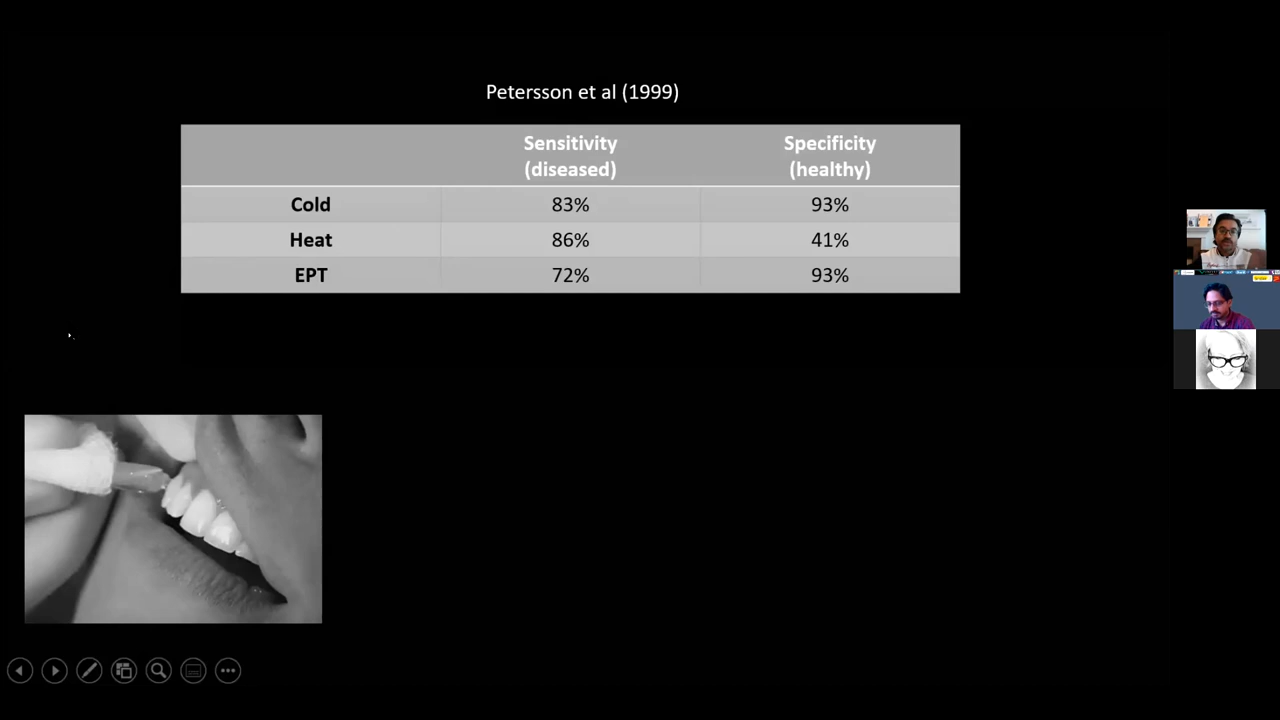 Petersson et al (1999)
Sensitivity Specificity
(diseased) (healthy)
Cold 83% 93%
Heat 86% 41%
EPT 72% 93%